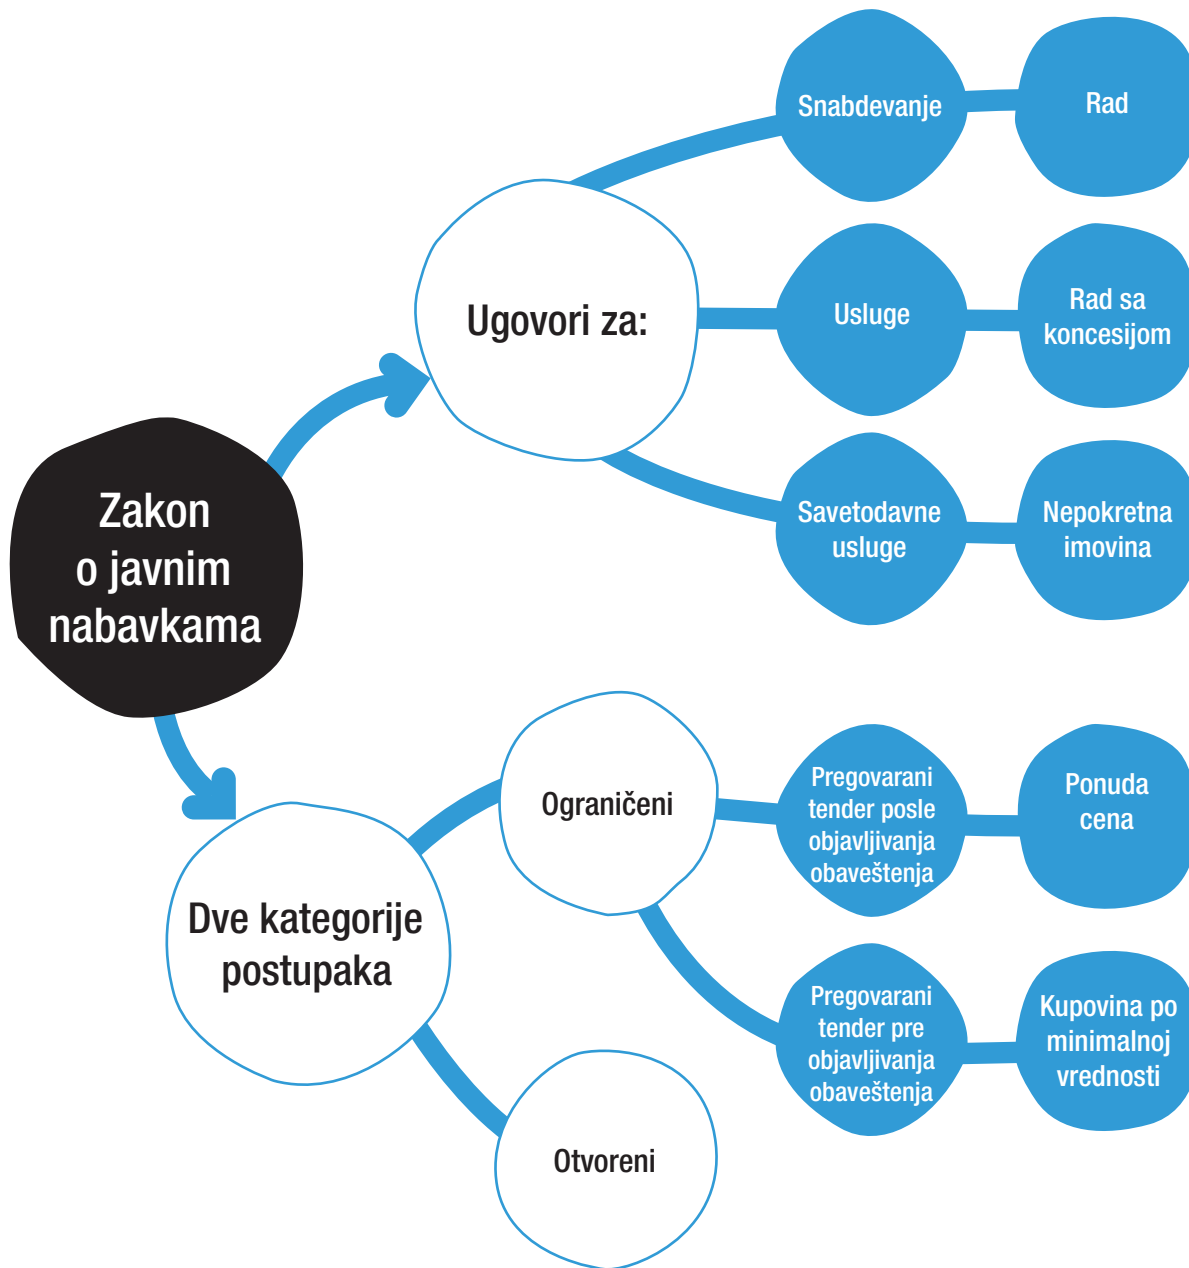 Zakon
o javnim
nabavkama
Ugovori za:
Snabdevanje
Rad
Usluge
Rad sa
koncesijom
Savetodavne
usluge
Nepokretna
imovina
Dve kategorije
postupaka
Ograničeni
Pregovarani
tender posle
objavljivanja
obaveštenja
Ponuda
cena
Pregovarani
tender pre
objavljivanja
obaveštenja
Kupovina po
minimalnoj
vrednosti
Otvoreni